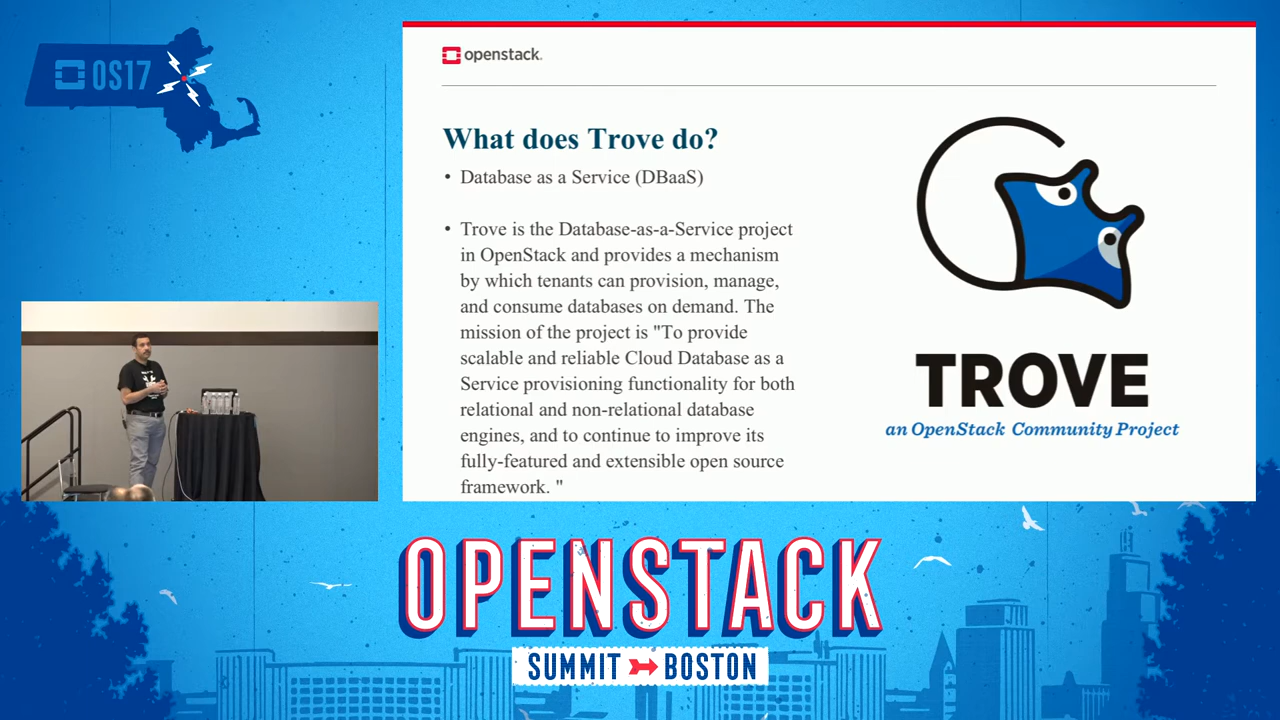 OS17
openstack.
What does Trove do?
• Database as a Service (DBaaS)
• Trove is the Database-as-a-Service project
in OpenStack and provides a mechanism
by which tenants can provision, manage,
and consume databases on demand. The
mission of the project is "To provide
scalable and reliable Cloud Database as a
Service provisioning functionality for both
relational and non-relational database
engines, and to continue to improve its
fully-featured and extensible open source
framework. "
TROVE
an OpenStack Community Project
OPENSTACK
SUMMIT BOSTON